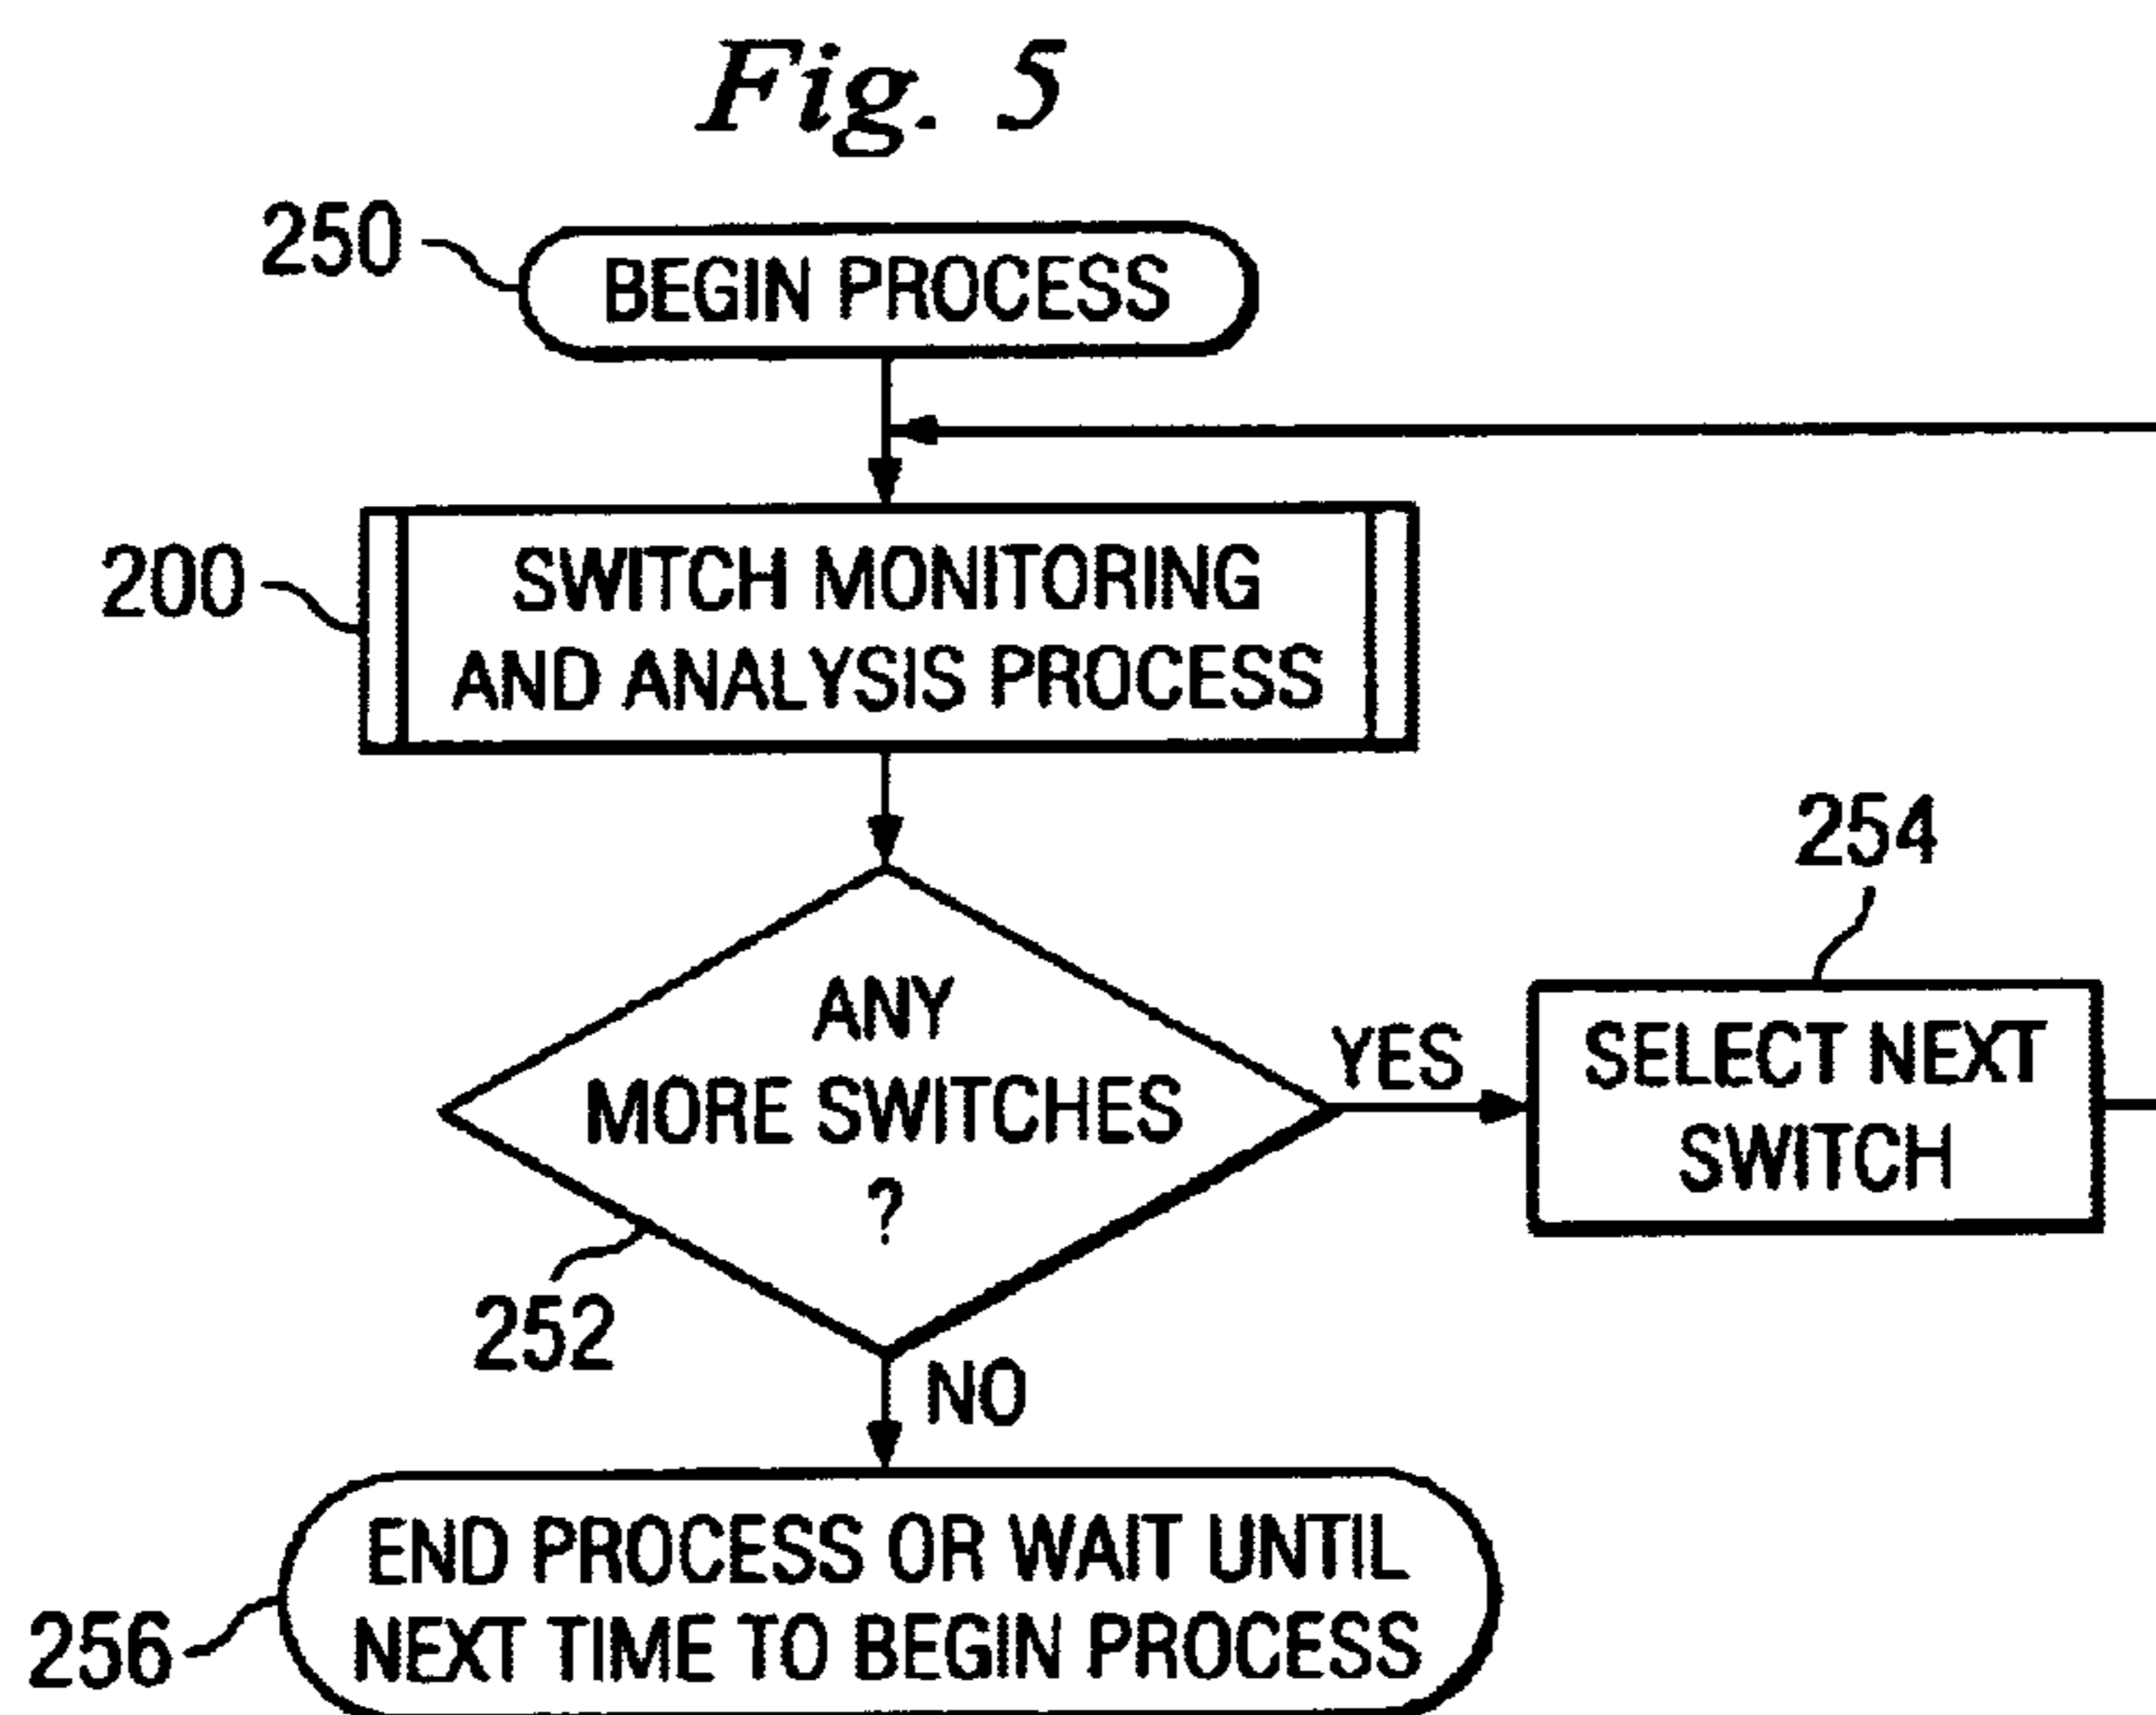 Fig. 5
250
BEGIN PROCESS
200
SWITCH MONITORING
AND ANALYSIS PROCESS
254
ANY
MORE SWITCHES
?
YES
SELECT NEXT
SWITCH
252
NO
256
END PROCESS OR WAIT UNTIL
NEXT TIME TO BEGIN PROCESS